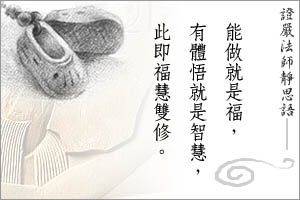 證嚴法師靜思語——
能做就是福，
有體悟就是智慧，
此即福慧雙修。